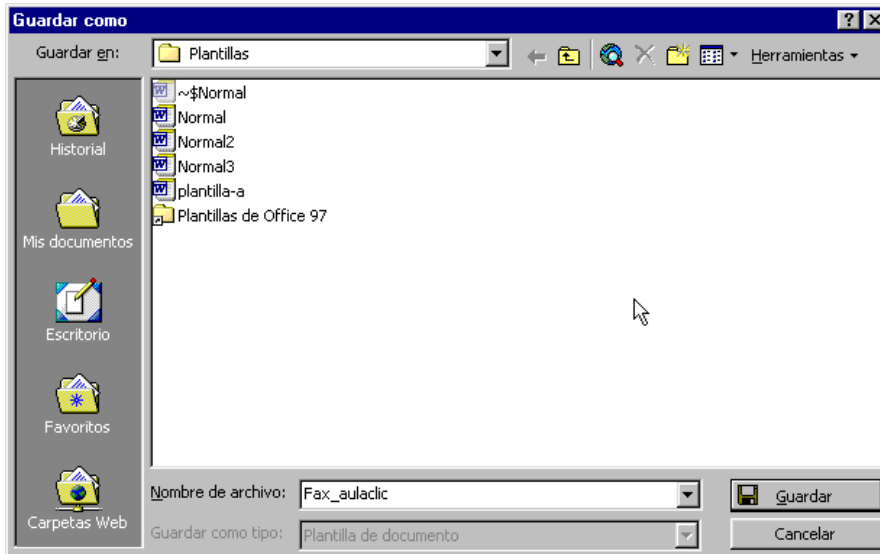 Guardar como
Guardar en:
Plantillas
Herramientas
Historial
Mis documentos
Escritorio
Favoritos
Carpetas Web
~$Normal
Normal
Normal2
Normal3
plantilla-a
Plantillas de Office 97
Nombre de archivo:
Fax_aulaclic
Guardar
Guardar como tipo:
Plantilla de documento
Cancelar